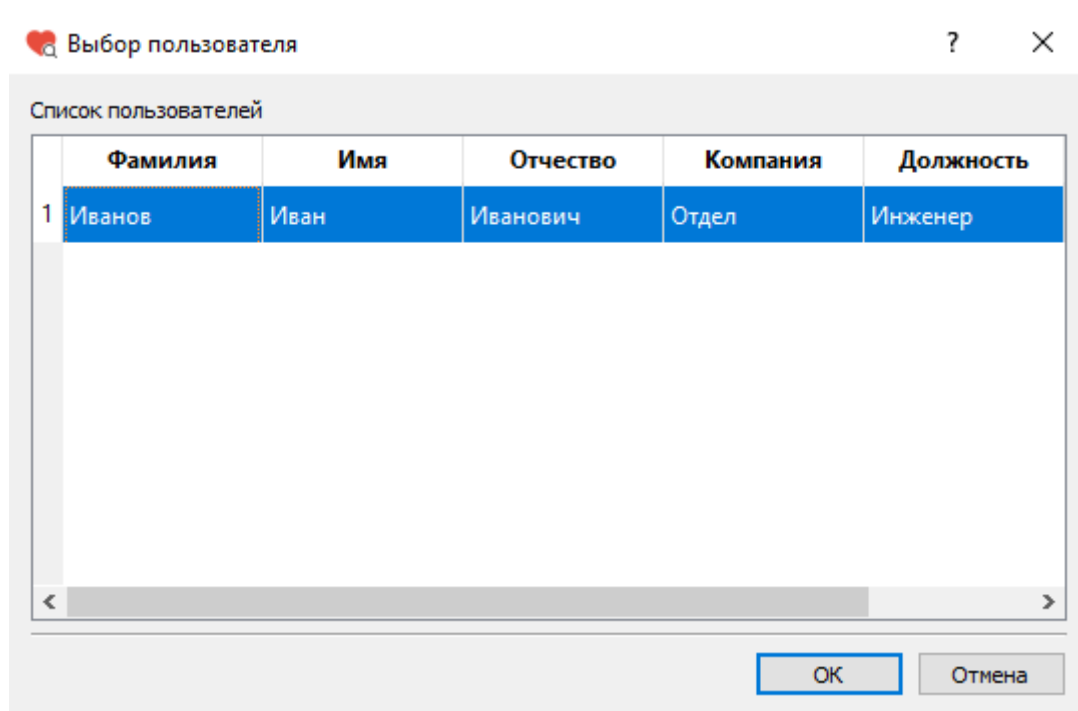 Выбор пользователя ?
Список пользователей
Фамилия Имя Отчество Компания Должность
1 Иванов Иван Иванович Отдел Инженер
OK Отмена